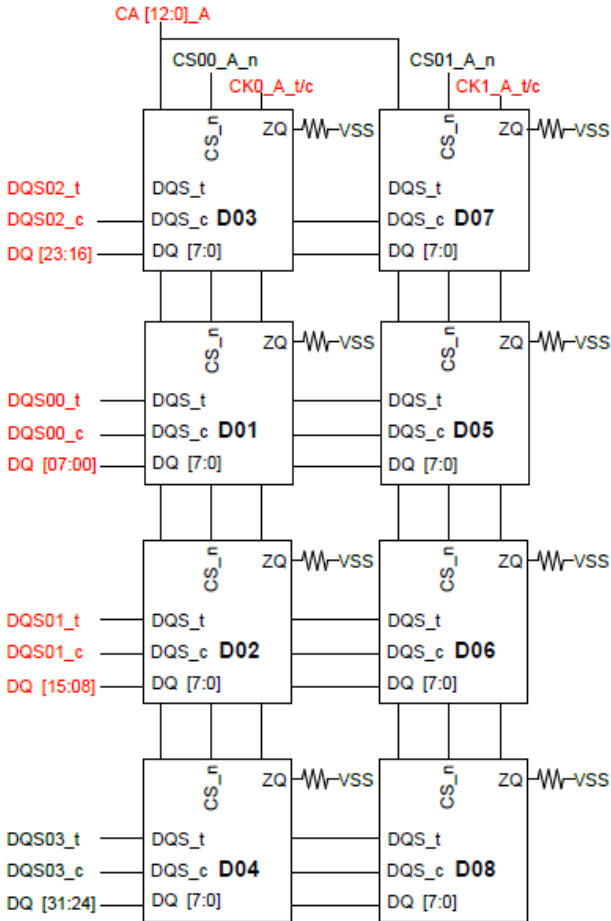 CA [12:0]_A
CS00_A_n CS01_A_n
CK0_A_t/c CK1_A_t/c
CS_n ZQ VSS CS_n ZQ VSS
DQS02_t DQS_t DQS_t
DQS02_c DQS_c D03 DQS_c D07
DQ [23:16] DQ [7:0] DQ [7:0]
CS_n ZQ VSS CS_n ZQ VSS
DQS00_t DQS_t DQS_t
DQS00_c DQS_c D01 DQS_c D05
DQ [07:00] DQ [7:0] DQ [7:0]
CS_n ZQ VSS CS_n ZQ VSS
DQS01_t DQS_t DQS_t
DQS01_c DQS_c D02 DQS_c D06
DQ [15:08] DQ [7:0] DQ [7:0]
CS_n ZQ VSS CS_n ZQ VSS
DQS03_t DQS_t DQS_t
DQS03_c DQS_c D04 DQS_c D08
DQ [31:24] DQ [7:0] DQ [7:0]